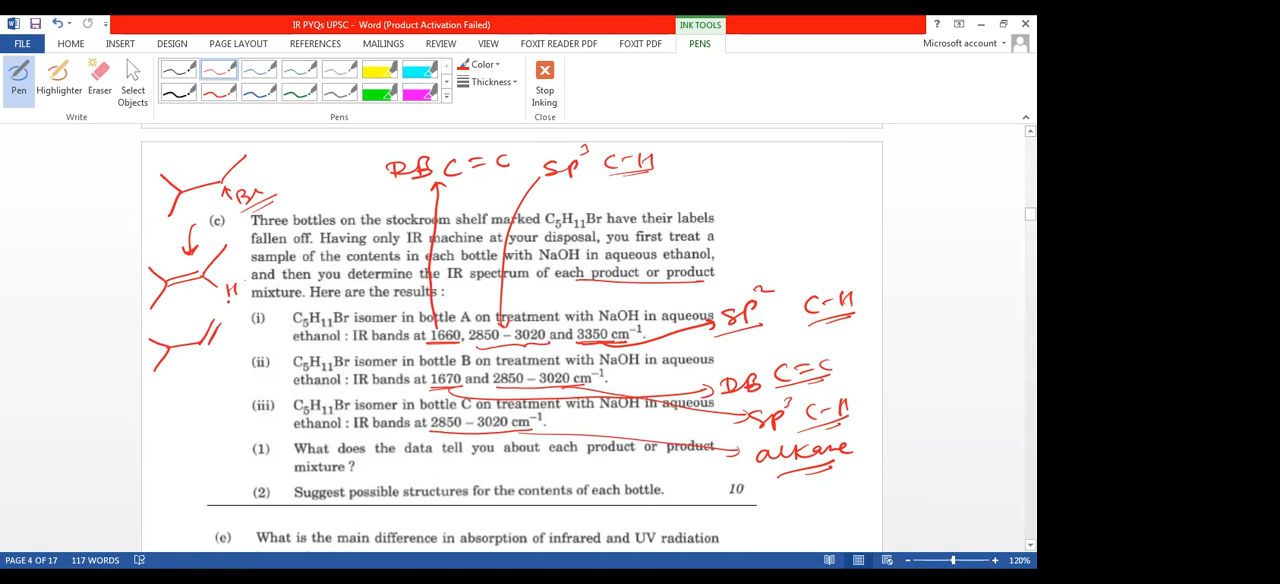 IR PYQs UPSC - Word (Product Activation Failed)
INK TOOLS
FILE HOME INSERT DESIGN PAGE LAYOUT REFERENCES MAILINGS REVIEW VIEW FOXIT READER PDF FOXIT PDF PENS Microsoft account
Pen Highlighter Eraser Select Objects Color Thickness Stop Inking
Write Pens Close
DB C=C sp³ C-H
Br
H
(c) Three bottles on the stockroom shelf marked C₅H₁₁Br have their labels
fallen off. Having only IR machine at your disposal, you first treat a
sample of the contents in each bottle with NaOH in aqueous ethanol,
and then you determine the IR spectrum of each product or product
mixture. Here are the results :
(i) C₅H₁₁Br isomer in bottle A on treatment with NaOH in aqueous
ethanol : IR bands at 1660, 2850 – 3020 and 3350 cm⁻¹.
sp² C-H
(ii) C₅H₁₁Br isomer in bottle B on treatment with NaOH in aqueous
ethanol : IR bands at 1670 and 2850 – 3020 cm⁻¹.
DB C=C
sp³ C-H
(iii) C₅H₁₁Br isomer in bottle C on treatment with NaOH in aqueous
ethanol : IR bands at 2850 – 3020 cm⁻¹.
alkane
(1) What does the data tell you about each product or product
mixture ?
(2) Suggest possible structures for the contents of each bottle. 10
(e) What is the main difference in absorption of infrared and UV radiation
PAGE 4 OF 17 117 WORDS 120%